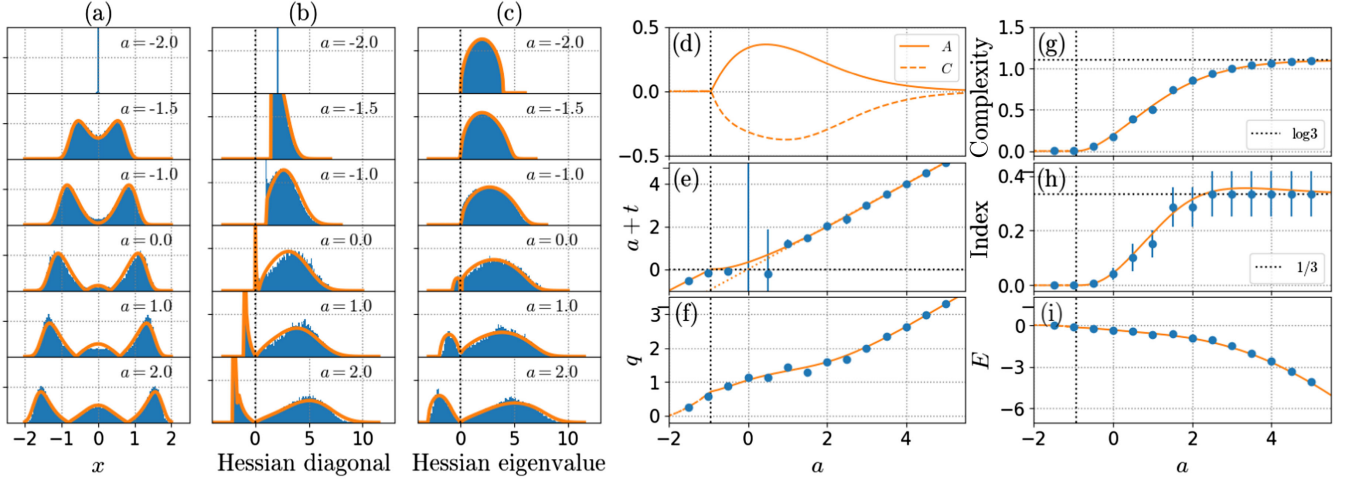 (a)
a = -2.0
a = -1.5
a = -1.0
a = 0.0
a = 1.0
a = 2.0
−2 −1 0 1 2
x
(b)
a = -2.0
a = -1.5
a = -1.0
a = 0.0
a = 1.0
a = 2.0
0 5 10
Hessian diagonal
(c)
a = -2.0
a = -1.5
a = -1.0
a = 0.0
a = 1.0
a = 2.0
0 5 10
Hessian eigenvalue
(d)
0.5
0.0
−0.5
A
C
(e)
a + t
4
2
0
(f)
q
3
2
1
0
−2 0 2 4
a
(g)
Complexity
1.5
1.0
0.5
0.0
log3
(h)
Index
0.4
0.2
0.0
1/3
(i)
E
0
−3
−6
−2 0 2 4
a